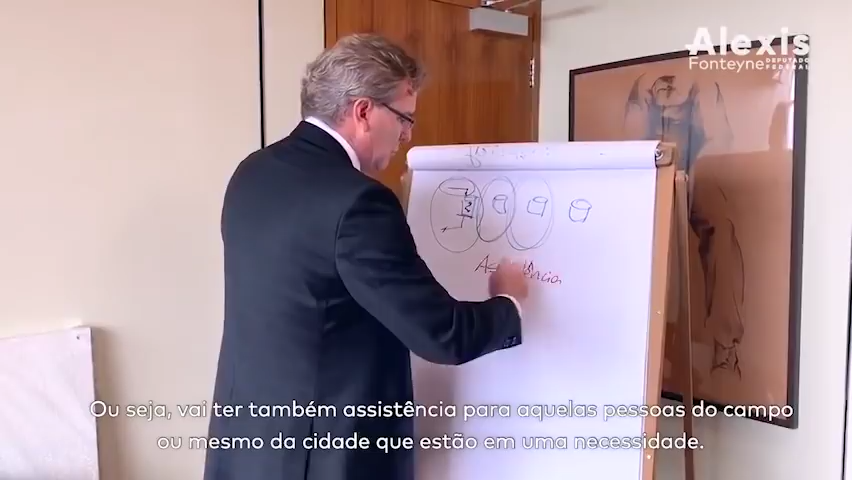 Alexis
Fonteyne DEPUTADO FEDERAL
Ou seja, vai ter também assistência para aquelas pessoas do campo
ou mesmo da cidade que estão em uma necessidade.